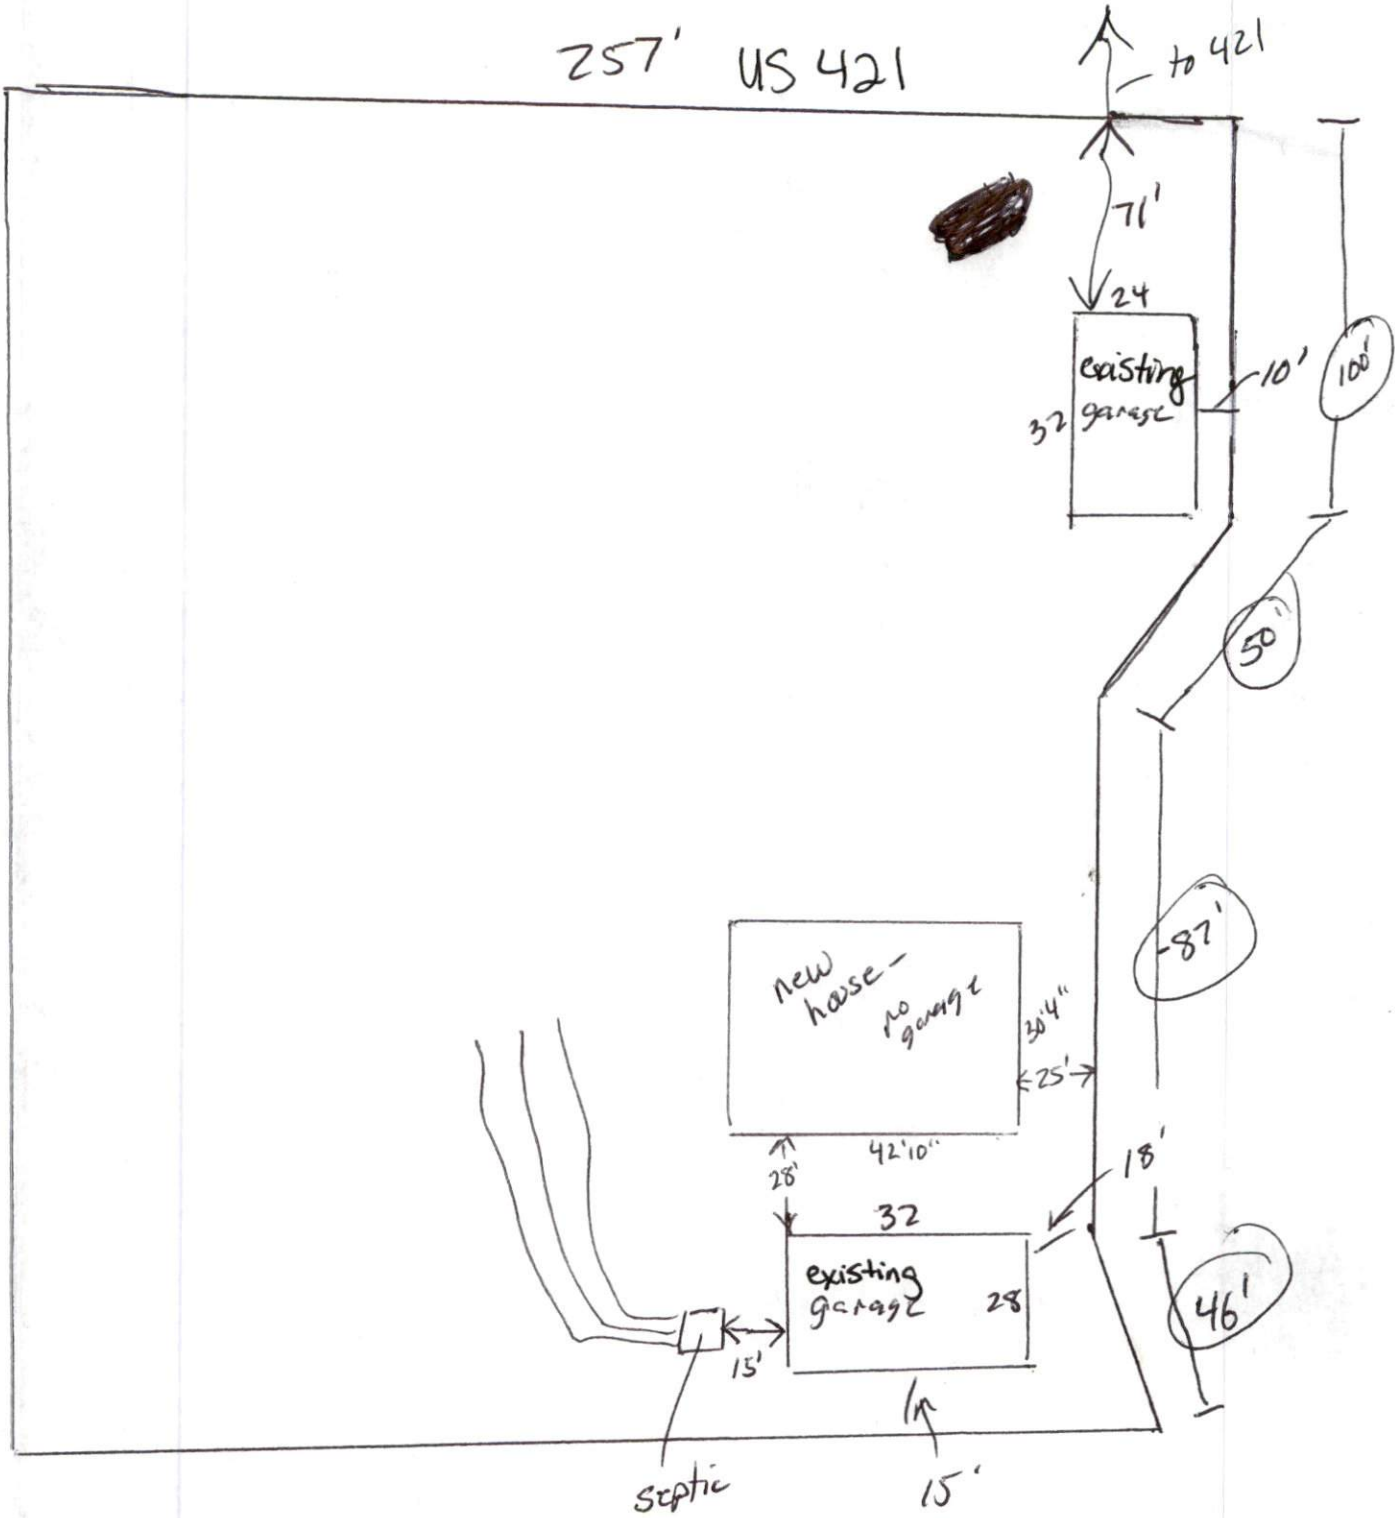 257' US 421
to 421
71'
24
existing
garage
32
10'
100'
50'
87'
new
house -
no
garage
30'4"
25'
42'10"
28'
18'
32
existing
garage
28
46'
15'
septic
15'